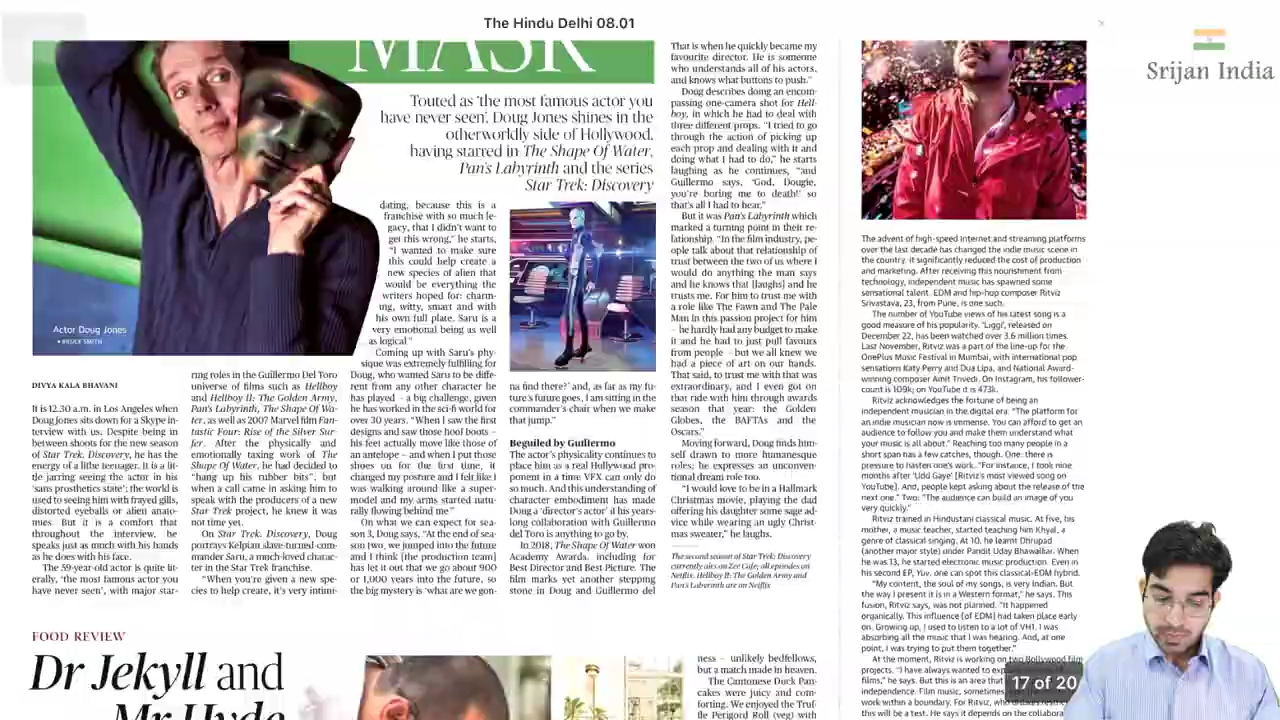 The Hindu Delhi 08.01
Srijan India
MASK
Touted as 'the most famous actor you
have never seen', Doug Jones shines in the
otherworldly side of Hollywood,
having starred in The Shape Of Water,
Pan's Labyrinth and the series
Star Trek: Discovery
Actor Doug Jones
• BRUCE SMITH
DIVYA KALA BHAVANI
It is 12.30 a.m. in Los Angeles when
Doug Jones sits down for a Skype in-
terview with us. Despite being in
between shoots for the new season
of Star Trek: Discovery, he has the
energy of a lithe teenager. It is a lit-
tle jarring seeing the actor in his
'sans prosthetics state'; the world is
used to seeing him with frayed gills,
distorted eyeballs or alien anato-
mies. But it is a comfort that
throughout the interview, he
speaks just as much with his hands
as he does with his face.
The 59-year-old actor is quite lit-
erally, 'the most famous actor you
have never seen', with major star-
ring roles in the Guillermo Del Toro
universe of films such as Hellboy
and Hellboy II: The Golden Army,
Pan's Labyrinth, The Shape Of Wa-
ter, as well as 2007 Marvel film Fan-
tastic Four: Rise of the Silver Sur-
fer. After the physically and
emotionally taxing work of The
Shape Of Water, he had decided to
"hang up his rubber bits", but
when a call came in asking him to
speak with the producers of a new
Star Trek project, he knew it was
not time yet.
On Star Trek: Discovery, Doug
portrays Kelpian slave-turned com-
mander Saru, a much-loved charac-
ter in the Star Trek franchise.
"When you're given a new spe-
cies to help create, it's very intimi-
dating, because this is a
franchise with so much le-
gacy, that I didn't want to
get this wrong," he starts,
"I wanted to make sure
this could help create a
new species of alien that
would be everything the
writers hoped for: charm-
ing, witty, smart and with
his own full plate. Saru is a
very emotional being as well
as logical"
Coming up with Saru's phy-
sique was extremely fulfilling for
Doug, who wanted Saru to be diffe-
rent from any other character he
has played – a big challenge, given
he has worked in the sci-fi world for
over 30 years. "When I saw the first
designs and saw those hoof boots –
his feet actually move like those of
an antelope – and when I put those
shoes on for the first time, it
changed my posture and I felt like I
was walking around like a super-
model and my arms started natu-
rally flowing behind me"
On what we can expect for sea-
son 3, Doug says, "At the end of sea-
son two, we jumped into the future
and I think [the production team]
has let it out that we go about 900
or 1,000 years into the future, so
the big mystery is 'what are we gon-
na find there?' and, as far as my fu-
ture's future goes, I am sitting in the
commander's chair when we make
that jump."
Beguiled by Guillermo
The actor's physicality continues to
place him as a real Hollywood pro-
ponent in a time VFX can only do
so much. And this understanding of
character embodiment has made
Doug a 'director's actor' if his years-
long collaboration with Guillermo
del Toro is anything to go by.
In 2018, The Shape Of Water won
Academy Awards, including for
Best Director and Best Picture. The
film marks yet another stepping
stone in Doug and Guillermo del
That is when he quickly became my
favourite director. He is someone
who understands all of his actors,
and knows what buttons to push."
Doug describes doing an encom-
passing one-camera shot for Hell-
boy, in which he had to deal with
three different props. "I tried to go
through the action of picking up
each prop and dealing with it and
doing what I had to do," he starts
laughing as he continues, "and
Guillermo says, 'God, Dougie,
you're boring me to death!' so
that's all I had to hear."
But it was Pan's Labyrinth which
marked a turning point in their re-
lationship. "In the film industry, pe-
ople talk about that relationship of
trust between the two of us where I
would do anything the man says
and he knows that [laughs] and he
trusts me. For him to trust me with
a role like The Fawn and The Pale
Man in this passion project for him
– he hardly had any budget to make
it and he had to just pull favours
from people – but we all knew we
had a piece of art on our hands.
That said, to trust me with that was
extraordinary, and I even got on
that ride with him through awards
season that year: the Golden
Globes, the BAFTAs and the
Oscars."
Moving forward, Doug finds him-
self drawn to more humanesque
roles; he expresses an unconven-
tional dream role too.
"I would love to be in a Hallmark
Christmas movie, playing the dad
offering his daughter some sage ad-
vice while wearing an ugly Christ-
mas sweater," he laughs.
The second season of Star Trek: Discovery
currently airs on Zee Cafe; all episodes on
Netflix. Hellboy II: The Golden Army and
Pan's Labyrinth are on Netflix
The advent of high-speed Internet and streaming platforms
over the last decade has changed the indie music scene in
the country. It significantly reduced the cost of production
and marketing. After receiving this nourishment from
technology, independent music has spawned some
sensational talent. EDM and hip-hop composer Ritviz
Srivastava, 23, from Pune, is one such.
The number of YouTube views of his latest song is a
good measure of his popularity. 'Liggi', released on
December 22, has been watched over 3.6 million times.
Last November, Ritviz was a part of the line-up for the
OnePlus Music Festival in Mumbai, with international pop
sensations Katy Perry and Dua Lipa, and National Award-
winning composer Amit Trivedi. On Instagram, his follower-
count is 109k; on YouTube it is 473k.
Ritviz acknowledges the fortune of being an
independent musician in the digital era: "The platform for
an indie musician now is immense. You can afford to get an
audience to follow you and make them understand what
your music is all about." Reaching too many people in a
short span has a few catches, though. One: there is
pressure to hasten one's work. "For instance, I took nine
months after 'Udd Gaye' [Ritviz's most viewed song on
YouTube]. And, people kept asking about the release of the
next one." Two: "The audience can build an image of you
very quickly."
Ritviz trained in Hindustani classical music. At five, his
mother, a music teacher, started teaching him Khyal, a
genre of classical singing. At 10, he learnt Dhrupad
(another major style) under Pandit Uday Bhawalkar. When
he was 13, he started electronic music production. Even in
his second EP, Yuv, one can spot this classical-EDM hybrid.
"My content, the soul of my songs, is very Indian. But
the way I present it is in a Western format," he says. This
fusion, Ritviz says, was not planned. "It happened
organically. This influence [of EDM] had taken place early
on. Growing up, I used to listen to a lot of VH1. I was
absorbing all the music that I was hearing. And, at one
point, I was trying to put them together."
At the moment, Ritviz is working on two Bollywood film
projects. "I have always wanted to
films," he says. But this is an area that
independence. Film music, sometimes,
work within a boundary. For Ritviz, who
this will be a test. He says it depends on the collabora
17 of 20
FOOD REVIEW
Dr Jekyll and
Mr Hyde
ness – unlikely bedfellows,
but a match made in heaven.
The Cantonese Duck Pan-
cakes were juicy and com-
forting. We enjoyed the Truf-
fle Perigord Roll (veg) with